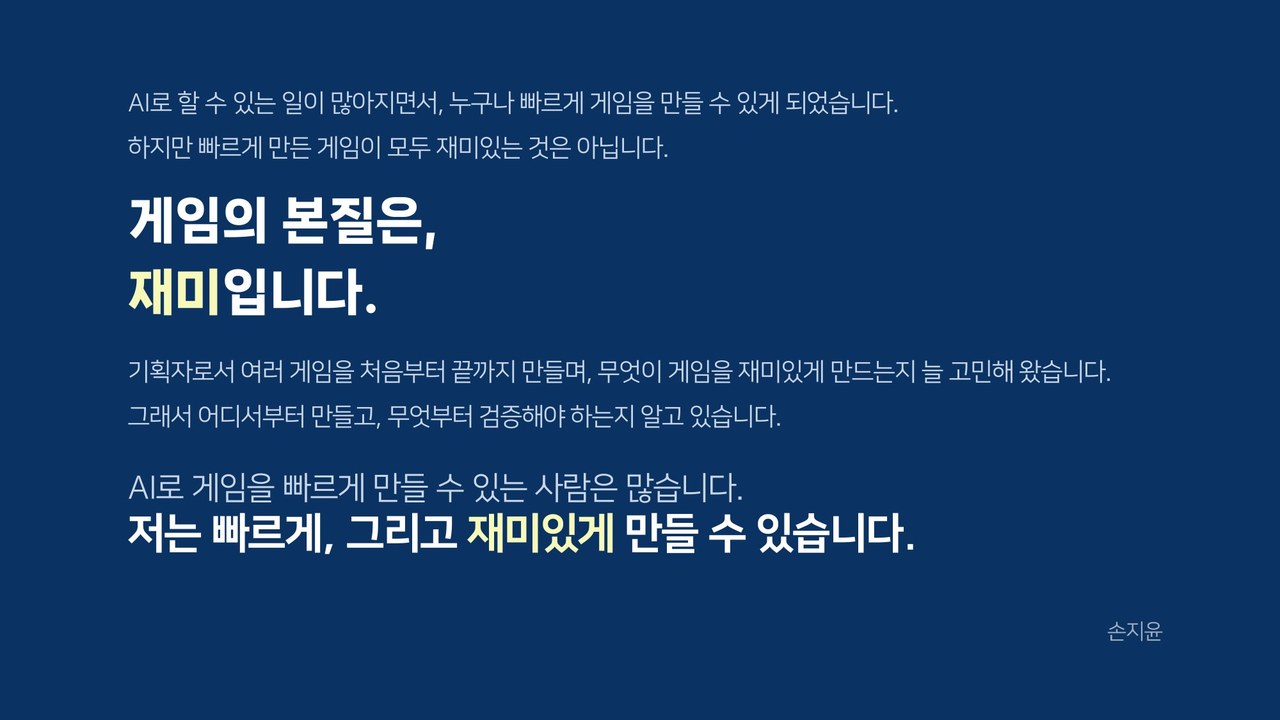 AI로 할 수 있는 일이 많아지면서, 누구나 빠르게 게임을 만들 수 있게 되었습니다.
하지만 빠르게 만든 게임이 모두 재미있는 것은 아닙니다.
게임의 본질은,
재미입니다.
기획자로서 여러 게임을 처음부터 끝까지 만들며, 무엇이 게임을 재미있게 만드는지 늘 고민해 왔습니다.
그래서 어디서부터 만들고, 무엇부터 검증해야 하는지 알고 있습니다.
AI로 게임을 빠르게 만들 수 있는 사람은 많습니다.
저는 빠르게, 그리고 재미있게 만들 수 있습니다.
손지윤